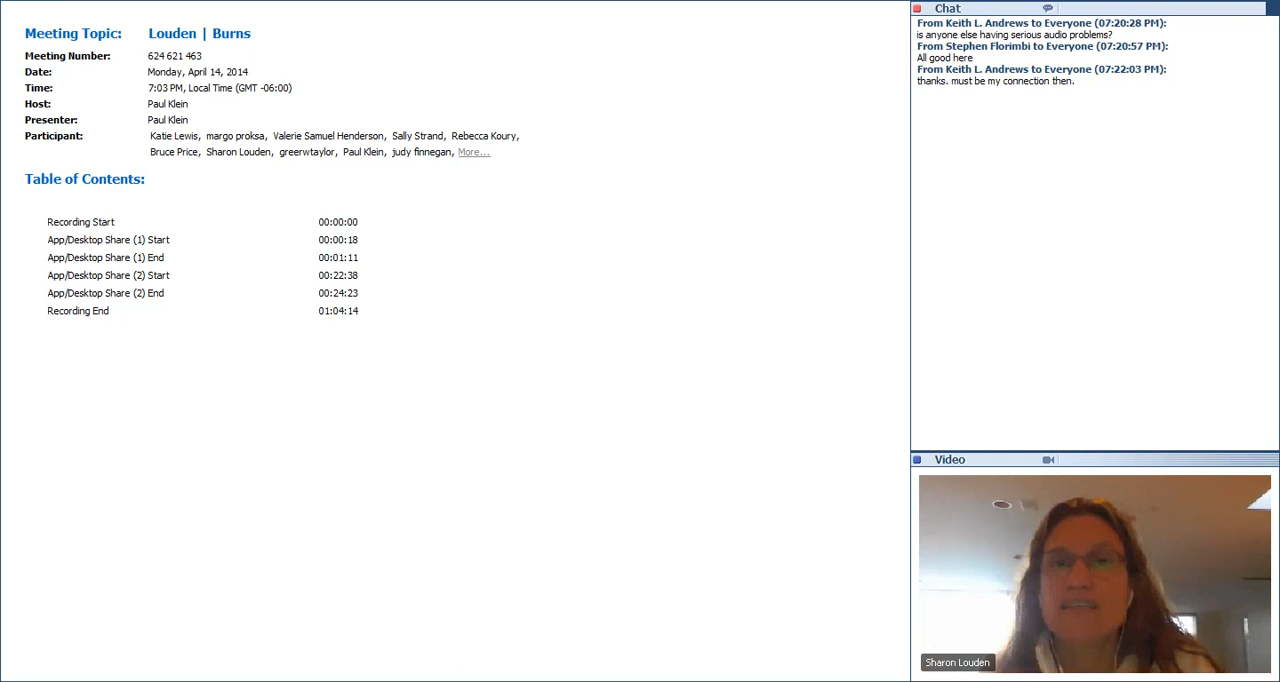 Meeting Topic: Louden | Burns
Meeting Number: 624 621 463
Date: Monday, April 14, 2014
Time: 7:03 PM, Local Time (GMT -06:00)
Host: Paul Klein
Presenter: Paul Klein
Participant: Katie Lewis, margo proksa, Valerie Samuel Henderson, Sally Strand, Rebecca Koury,
Bruce Price, Sharon Louden, greerwtaylor, Paul Klein, judy finnegan, More...
Table of Contents:
Recording Start 00:00:00
App/Desktop Share (1) Start 00:00:18
App/Desktop Share (1) End 00:01:11
App/Desktop Share (2) Start 00:22:38
App/Desktop Share (2) End 00:24:23
Recording End 01:04:14
Chat
From Keith L. Andrews to Everyone (07:20:28 PM):
is anyone else having serious audio problems?
From Stephen Florimbi to Everyone (07:20:57 PM):
All good here
From Keith L. Andrews to Everyone (07:22:03 PM):
thanks. must be my connection then.
Video
Sharon Louden